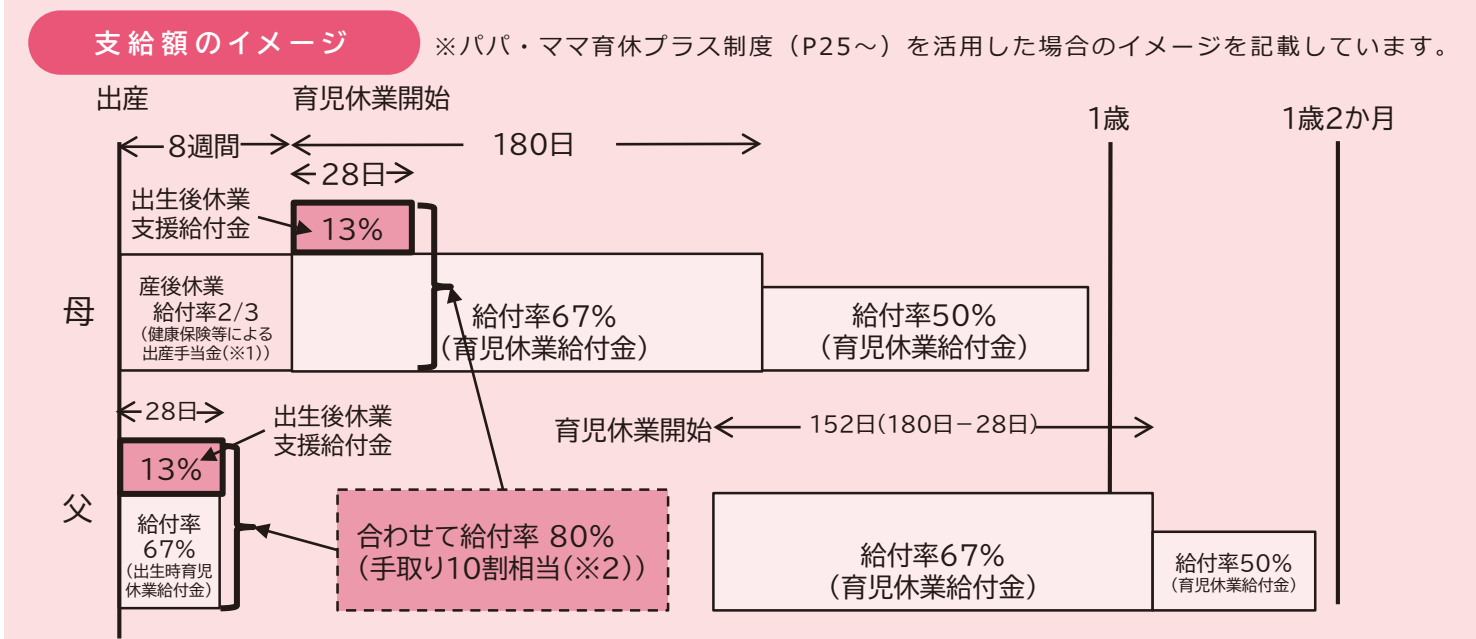 支給額のイメージ
※パパ・ママ育休プラス制度（P25～）を活用した場合のイメージを記載しています。
出産
育児休業開始
1歳
1歳2か月
8週間
180日
28日
出生後休業
支援給付金
13%
母
産後休業
給付率2/3
（健康保険等による
出産手当金(※1)）
給付率67%
（育児休業給付金）
給付率50%
（育児休業給付金）
28日
出生後休業
支援給付金
育児休業開始
152日(180日－28日)
13%
父
給付率
67%
（出生時育児
休業給付金）
合わせて給付率 80%
（手取り10割相当(※2)）
給付率67%
（育児休業給付金）
給付率50%
（育児休業給付金）